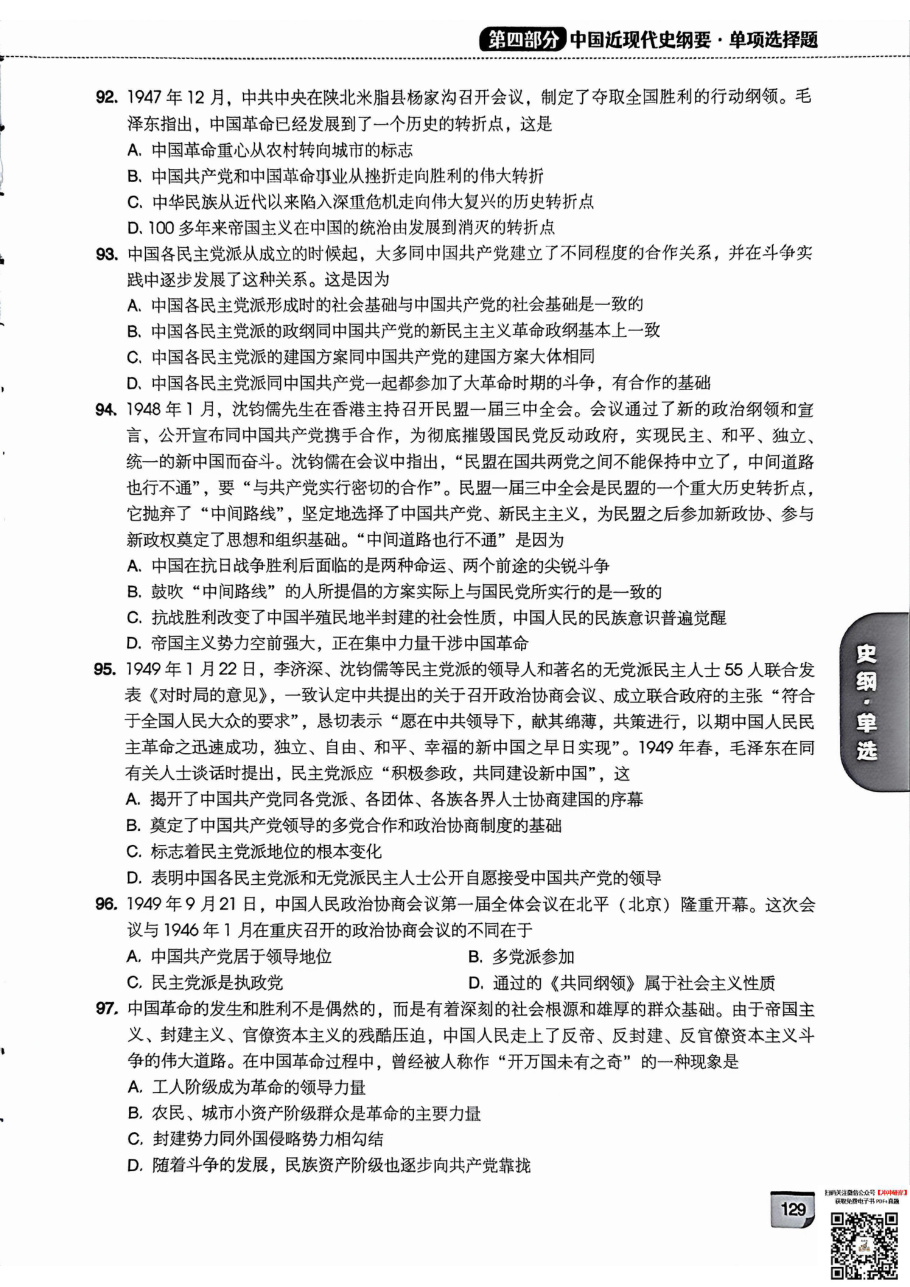 第四部分 中国近现代史纲要·单项选择题
92. 1947年12月，中共中央在陕北米脂县杨家沟召开会议，制定了夺取全国胜利的行动纲领。毛
泽东指出，中国革命已经发展到了一个历史的转折点，这是
A. 中国革命重心从农村转向城市的标志
B. 中国共产党和中国革命事业从挫折走向胜利的伟大转折
C. 中华民族从近代以来陷入深重危机走向伟大复兴的历史转折点
D. 100多年来帝国主义在中国的统治由发展到消灭的转折点
93. 中国各民主党派从成立的时候起，大多同中国共产党建立了不同程度的合作关系，并在斗争实
践中逐步发展了这种关系。这是因为
A. 中国各民主党派形成时的社会基础与中国共产党的社会基础是一致的
B. 中国各民主党派的政纲同中国共产党的新民主主义革命政纲基本上一致
C. 中国各民主党派的建国方案同中国共产党的建国方案大体相同
D. 中国各民主党派同中国共产党一起都参加了大革命时期的斗争，有合作的基础
94. 1948年1月，沈钧儒先生在香港主持召开民盟一届三中全会。会议通过了新的政治纲领和宣
言，公开宣布同中国共产党携手合作，为彻底摧毁国民党反动政府，实现民主、和平、独立、
统一的新中国而奋斗。沈钧儒在会议中指出，“民盟在国共两党之间不能保持中立了，中间道路
也行不通”，要“与共产党实行密切的合作”。民盟一届三中全会是民盟的一个重大历史转折点，
它抛弃了“中间路线”，坚定地选择了中国共产党、新民主主义，为民盟之后参加新政协、参与
新政权奠定了思想和组织基础。“中间道路也行不通”是因为
A. 中国在抗日战争胜利后面临的是两种命运、两个前途的尖锐斗争
B. 鼓吹“中间路线”的人所提倡的方案实际上与国民党所实行的是一致的
C. 抗战胜利改变了中国半殖民地半封建的社会性质，中国人民的民族意识普遍觉醒
D. 帝国主义势力空前强大，正在集中力量干涉中国革命
95. 1949年1月22日，李济深、沈钧儒等民主党派的领导人和著名的无党派民主人士55人联合发
表《对时局的意见》，一致认定中共提出的关于召开政治协商会议、成立联合政府的主张“符合
于全国人民大众的要求”，恳切表示“愿在中共领导下，献其绵薄，共策进行，以期中国人民民
主革命之迅速成功，独立、自由、和平、幸福的新中国之早日实现”。1949年春，毛泽东在同
有关人士谈话时提出，民主党派应“积极参政，共同建设新中国”，这
A. 揭开了中国共产党同各党派、各团体、各族各界人士协商建国的序幕
B. 奠定了中国共产党领导的多党合作和政治协商制度的基础
C. 标志着民主党派地位的根本变化
D. 表明中国各民主党派和无党派民主人士公开自愿接受中国共产党的领导
96. 1949年9月21日，中国人民政治协商会议第一届全体会议在北平（北京）隆重开幕。这次会
议与1946年1月在重庆召开的政治协商会议的不同在于
A. 中国共产党居于领导地位 B. 多党派参加
C. 民主党派是执政党 D. 通过的《共同纲领》属于社会主义性质
97. 中国革命的发生和胜利不是偶然的，而是有着深刻的社会根源和雄厚的群众基础。由于帝国主
义、封建主义、官僚资本主义的残酷压迫，中国人民走上了反帝、反封建、反官僚资本主义斗
争的伟大道路。在中国革命过程中，曾经被人称作“开万国未有之奇”的一种现象是
A. 工人阶级成为革命的领导力量
B. 农民、城市小资产阶级群众是革命的主要力量
C. 封建势力同外国侵略势力相勾结
D. 随着斗争的发展，民族资产阶级也逐步向共产党靠拢
史纲·单选
129
扫码关注微信公众号【冲冲研資】
获取免费电子书PDF+真题